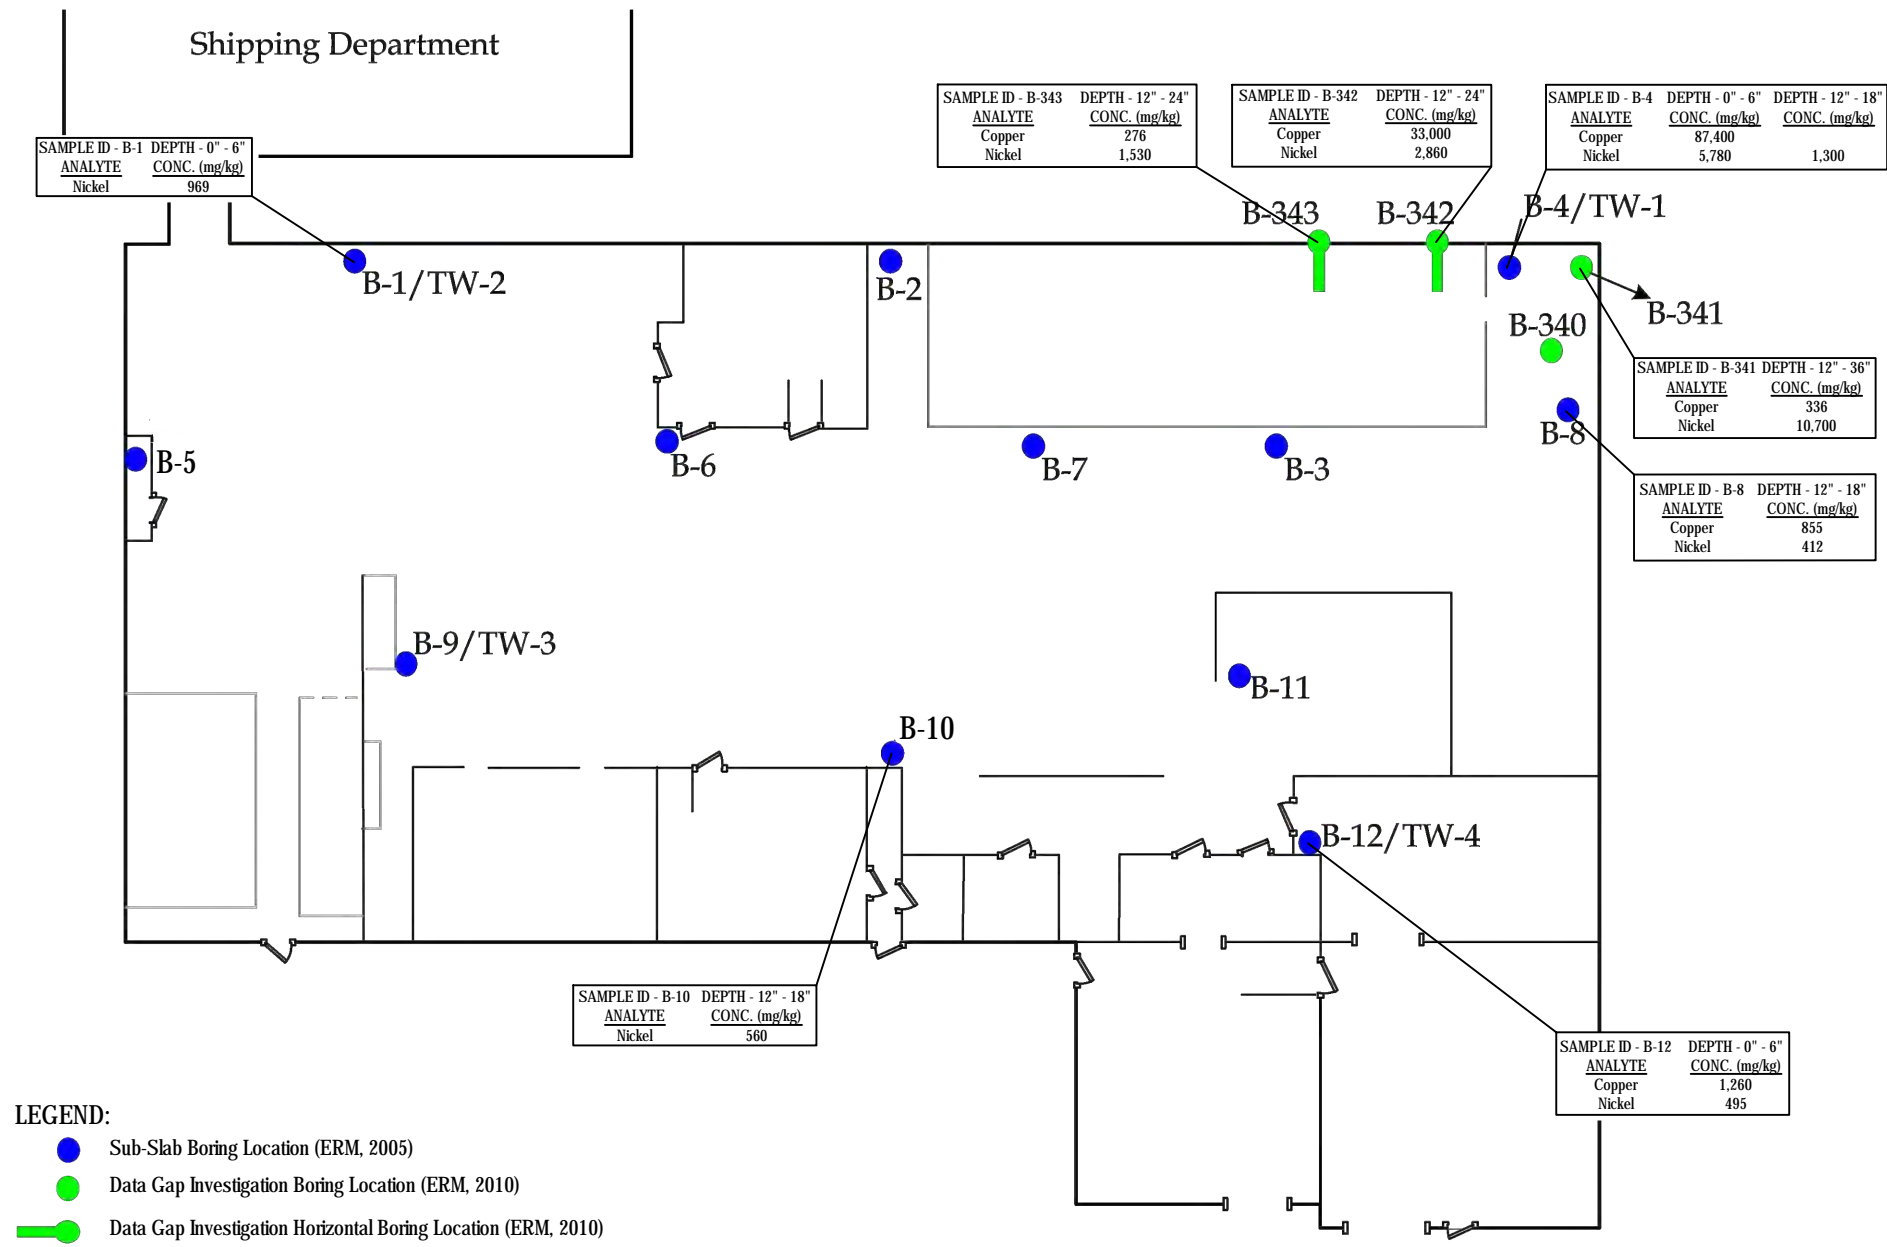 Shipping Department
SAMPLE ID - B-343 DEPTH - 12" - 24"
ANALYTE CONC. (mg/kg)
Copper 276
Nickel 1,530
SAMPLE ID - B-342 DEPTH - 12" - 24"
ANALYTE CONC. (mg/kg)
Copper 33,000
Nickel 2,860
SAMPLE ID - B-4 DEPTH - 0" - 6" DEPTH - 12" - 18"
ANALYTE CONC. (mg/kg) CONC. (mg/kg)
Copper 87,400
Nickel 5,780 1,300
SAMPLE ID - B-1 DEPTH - 0" - 6"
ANALYTE CONC. (mg/kg)
Nickel 969
B-343
B-342
B-4/TW-1
B-1/TW-2
B-2
B-341
B-340
SAMPLE ID - B-341 DEPTH - 12" - 36"
ANALYTE CONC. (mg/kg)
Copper 336
Nickel 10,700
B-8
B-5
B-6
B-7
B-3
SAMPLE ID - B-8 DEPTH - 12" - 18"
ANALYTE CONC. (mg/kg)
Copper 855
Nickel 412
B-9/TW-3
B-11
B-10
B-12/TW-4
SAMPLE ID - B-10 DEPTH - 12" - 18"
ANALYTE CONC. (mg/kg)
Nickel 560
SAMPLE ID - B-12 DEPTH - 0" - 6"
ANALYTE CONC. (mg/kg)
Copper 1,260
Nickel 495
LEGEND:
Sub-Slab Boring Location (ERM, 2005)
Data Gap Investigation Boring Location (ERM, 2010)
Data Gap Investigation Horizontal Boring Location (ERM, 2010)